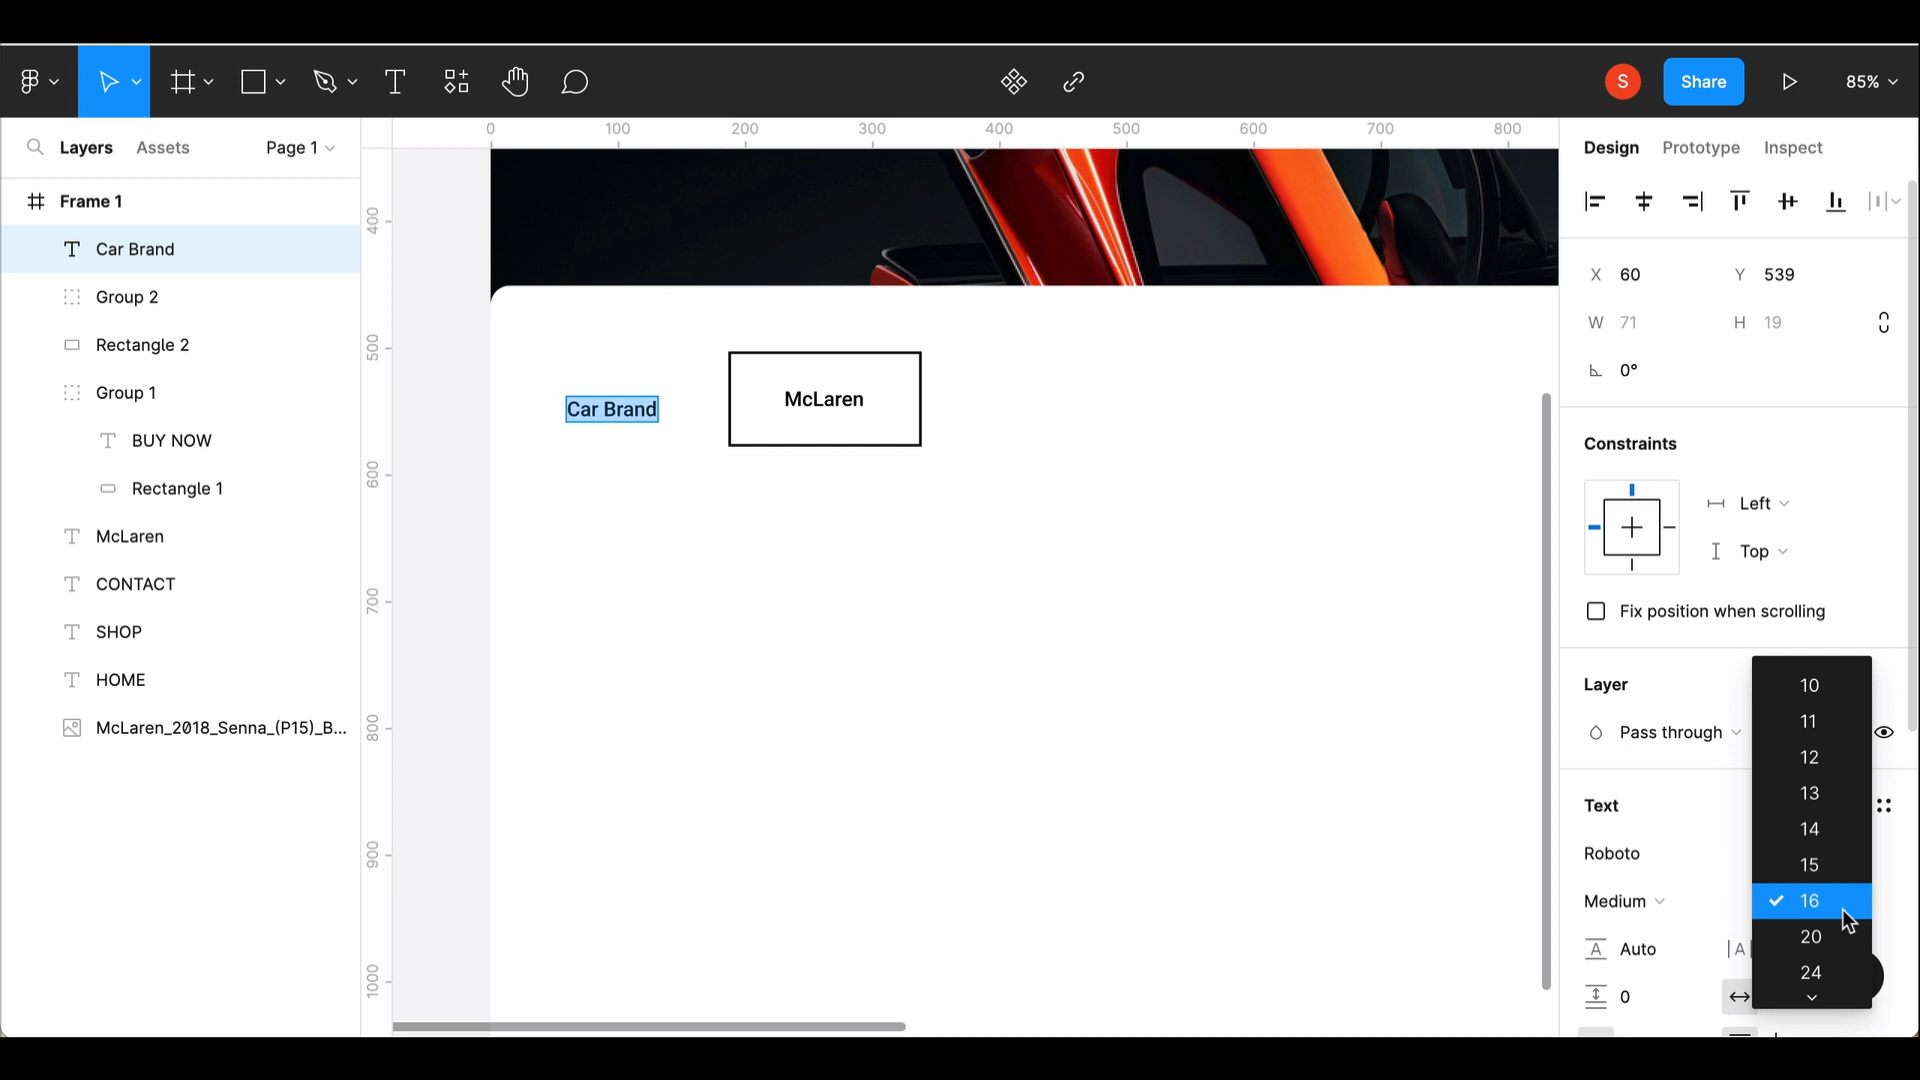 S
Share
85%
Layers
Assets
Page 1
Frame 1
Car Brand
Group 2
Rectangle 2
Group 1
BUY NOW
Rectangle 1
McLaren
CONTACT
SHOP
HOME
McLaren_2018_Senna_(P15)_B...
0 100 200 300 400 500 600 700 800
400
500
600
700
800
900
1000
Car Brand
McLaren
Design
Prototype
Inspect
X 60
Y 539
W 71
H 19
0°
Constraints
Left
Top
Fix position when scrolling
Layer
Pass through
Text
Roboto
Medium
A Auto
|A|
0
10
11
12
13
14
15
16
20
24